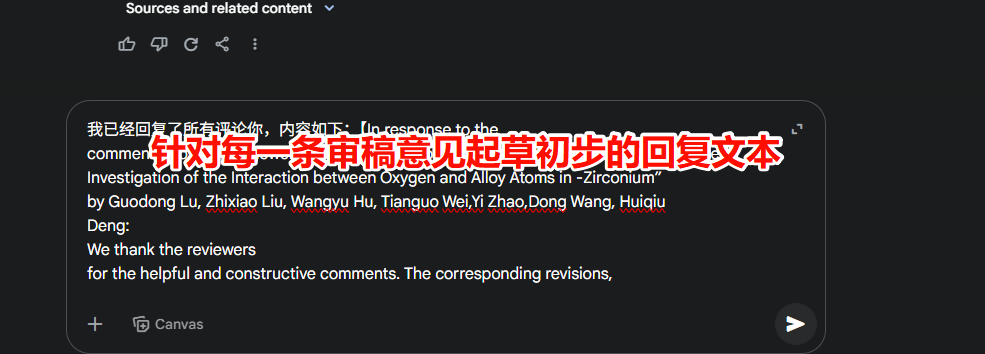 Sources and related content
我已经回复了所有评论你，内容如下：【In response to the
针对每一条审稿意见起草初步的回复文本
comment
Investigation of the Interaction between Oxygen and Alloy Atoms in -Zirconium”
by Guodong Lu, Zhixiao Liu, Wangyu Hu, Tianguo Wei,Yi Zhao,Dong Wang, Huiqiu
Deng:
We thank the reviewers
for the helpful and constructive comments. The corresponding revisions,
Canvas